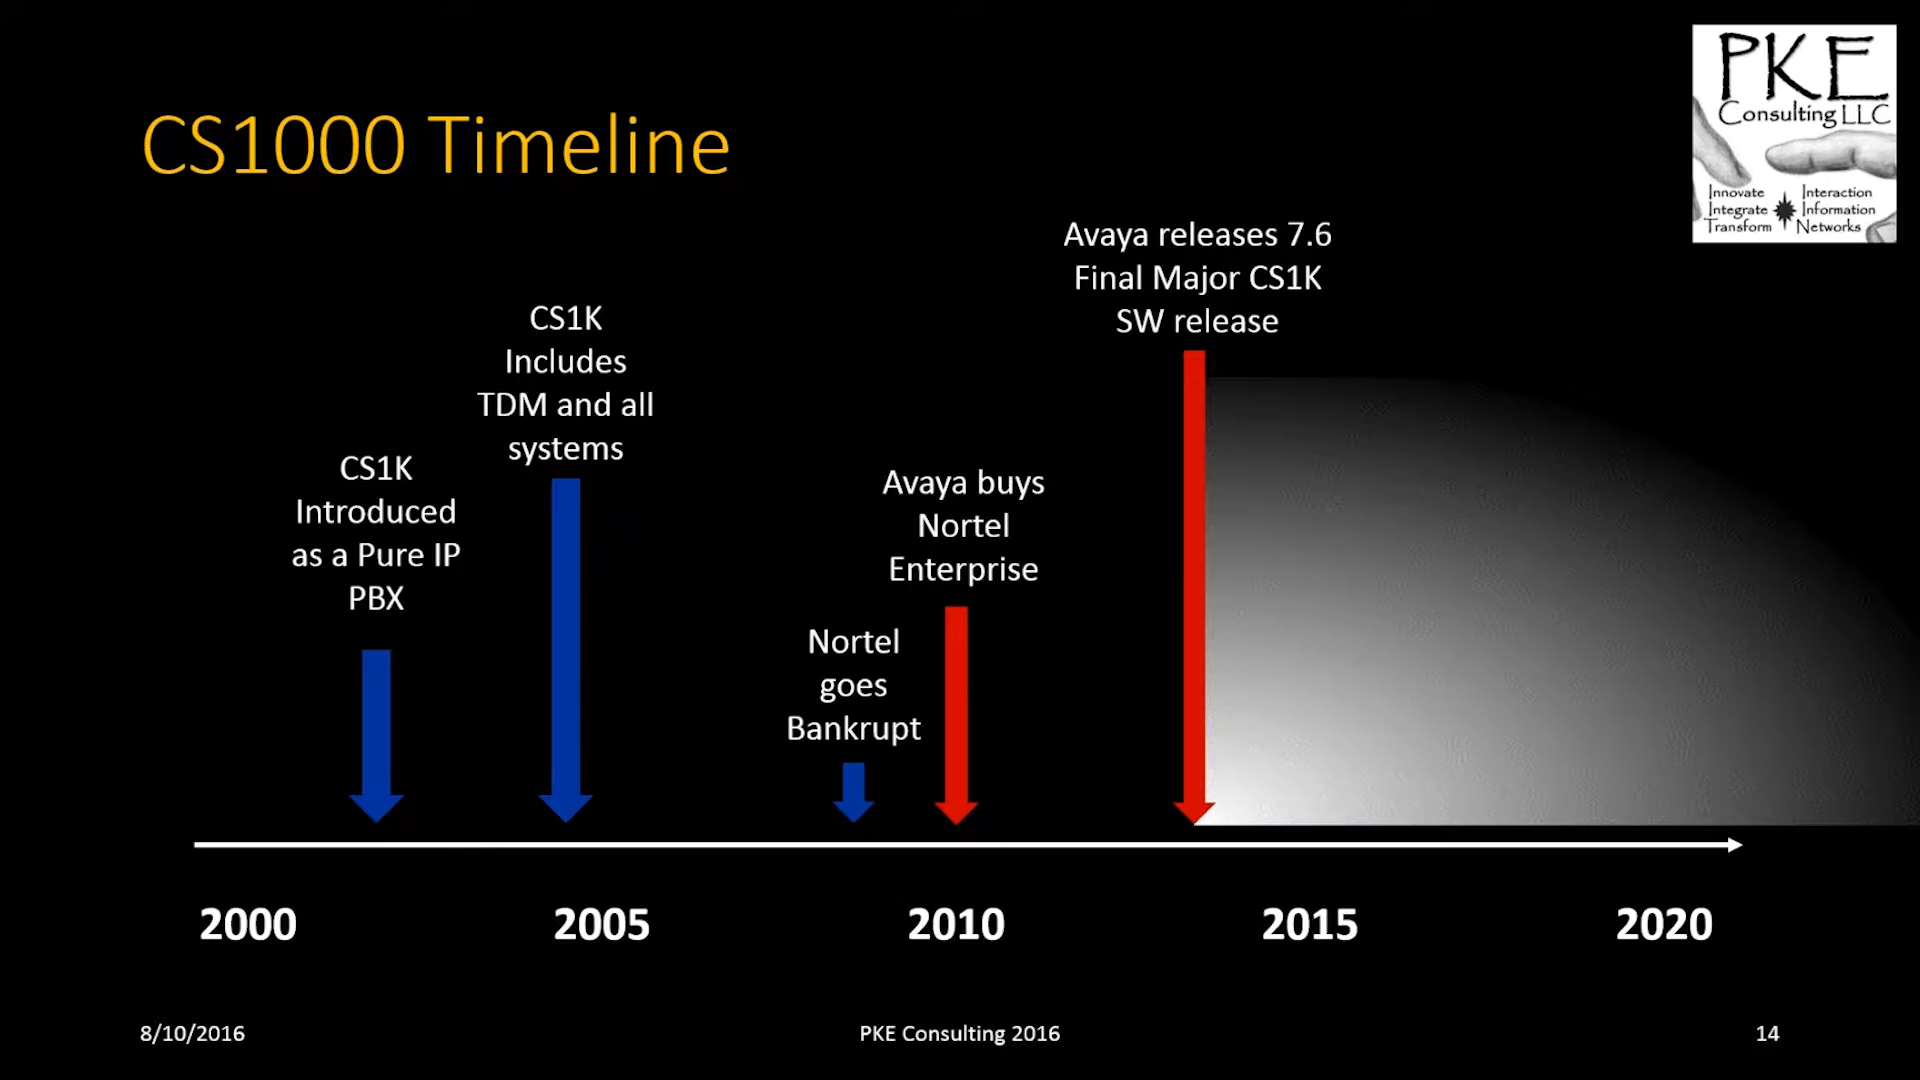 CS1000 Timeline
PKE
Consulting LLC
Innovate Interaction
Integrate Information
Transform Networks
Avaya releases 7.6
Final Major CS1K
SW release
CS1K
Includes
TDM and all
systems
CS1K
Introduced
as a Pure IP
PBX
Avaya buys
Nortel
Enterprise
Nortel
goes
Bankrupt
2000 2005 2010 2015 2020
8/10/2016 PKE Consulting 2016 14